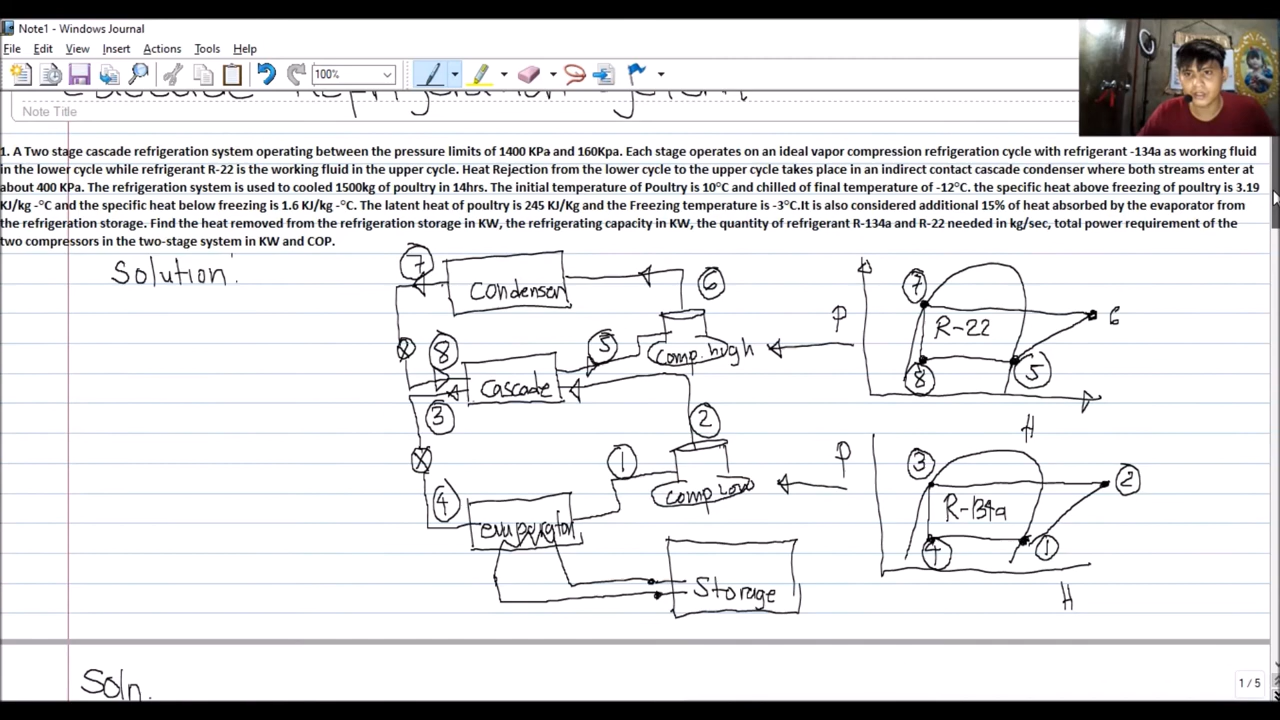 Note1 - Windows Journal
File Edit View Insert Actions Tools Help
100%
Cascade Refrigeration System
Note Title
1. A Two stage cascade refrigeration system operating between the pressure limits of 1400 KPa and 160Kpa. Each stage operates on an ideal vapor compression refrigeration cycle with refrigerant -134a as working fluid
in the lower cycle while refrigerant R-22 is the working fluid in the upper cycle. Heat Rejection from the lower cycle to the upper cycle takes place in an indirect contact cascade condenser where both streams enter at
about 400 KPa. The refrigeration system is used to cooled 1500kg of poultry in 14hrs. The initial temperature of Poultry is 10°C and chilled of final temperature of -12°C. the specific heat above freezing of poultry is 3.19
KJ/kg -°C and the specific heat below freezing is 1.6 KJ/kg -°C. The latent heat of poultry is 245 KJ/Kg and the Freezing temperature is -3°C.It is also considered additional 15% of heat absorbed by the evaporator from
the refrigeration storage. Find the heat removed from the refrigeration storage in KW, the refrigerating capacity in KW, the quantity of refrigerant R-134a and R-22 needed in kg/sec, total power requirement of the
two compressors in the two-stage system in KW and COP.
Solution:
7
Condenser
6
7
R-22
6
P
8
5
Comp. high
Cascade
8
5
3
H
2
P
3
2
1
4
Comp Low
R-134a
evaporator
4
1
Storage
H
Soln.
1 / 5